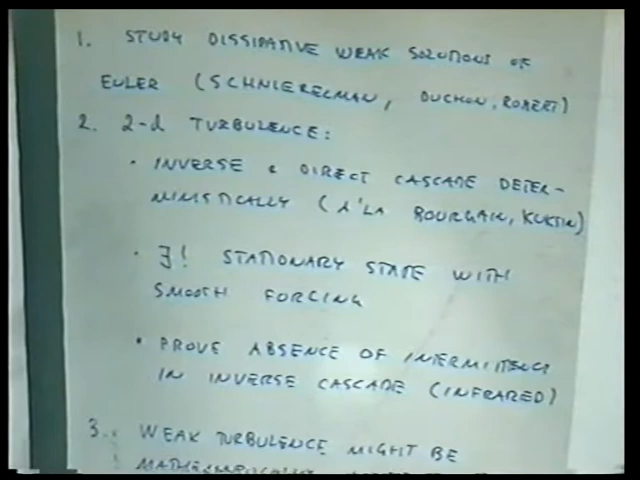 1. STUDY DISSIPATIVE WEAK SOLUTIONS OF
EULER (SCHNIERELMAN, DUCHON, ROBERT)
2. 2-d TURBULENCE:
• INVERSE & DIRECT CASCADE DETER-
MINISTICALLY (A'LA BOURGAIN, KUKSIN)
• ∃! STATIONARY STATE WITH
SMOOTH FORCING
• PROVE ABSENCE OF INTERMITTENCY
IN INVERSE CASCADE (INFRARED)
3. WEAK TURBULENCE MIGHT BE
MATHEMATICALLY